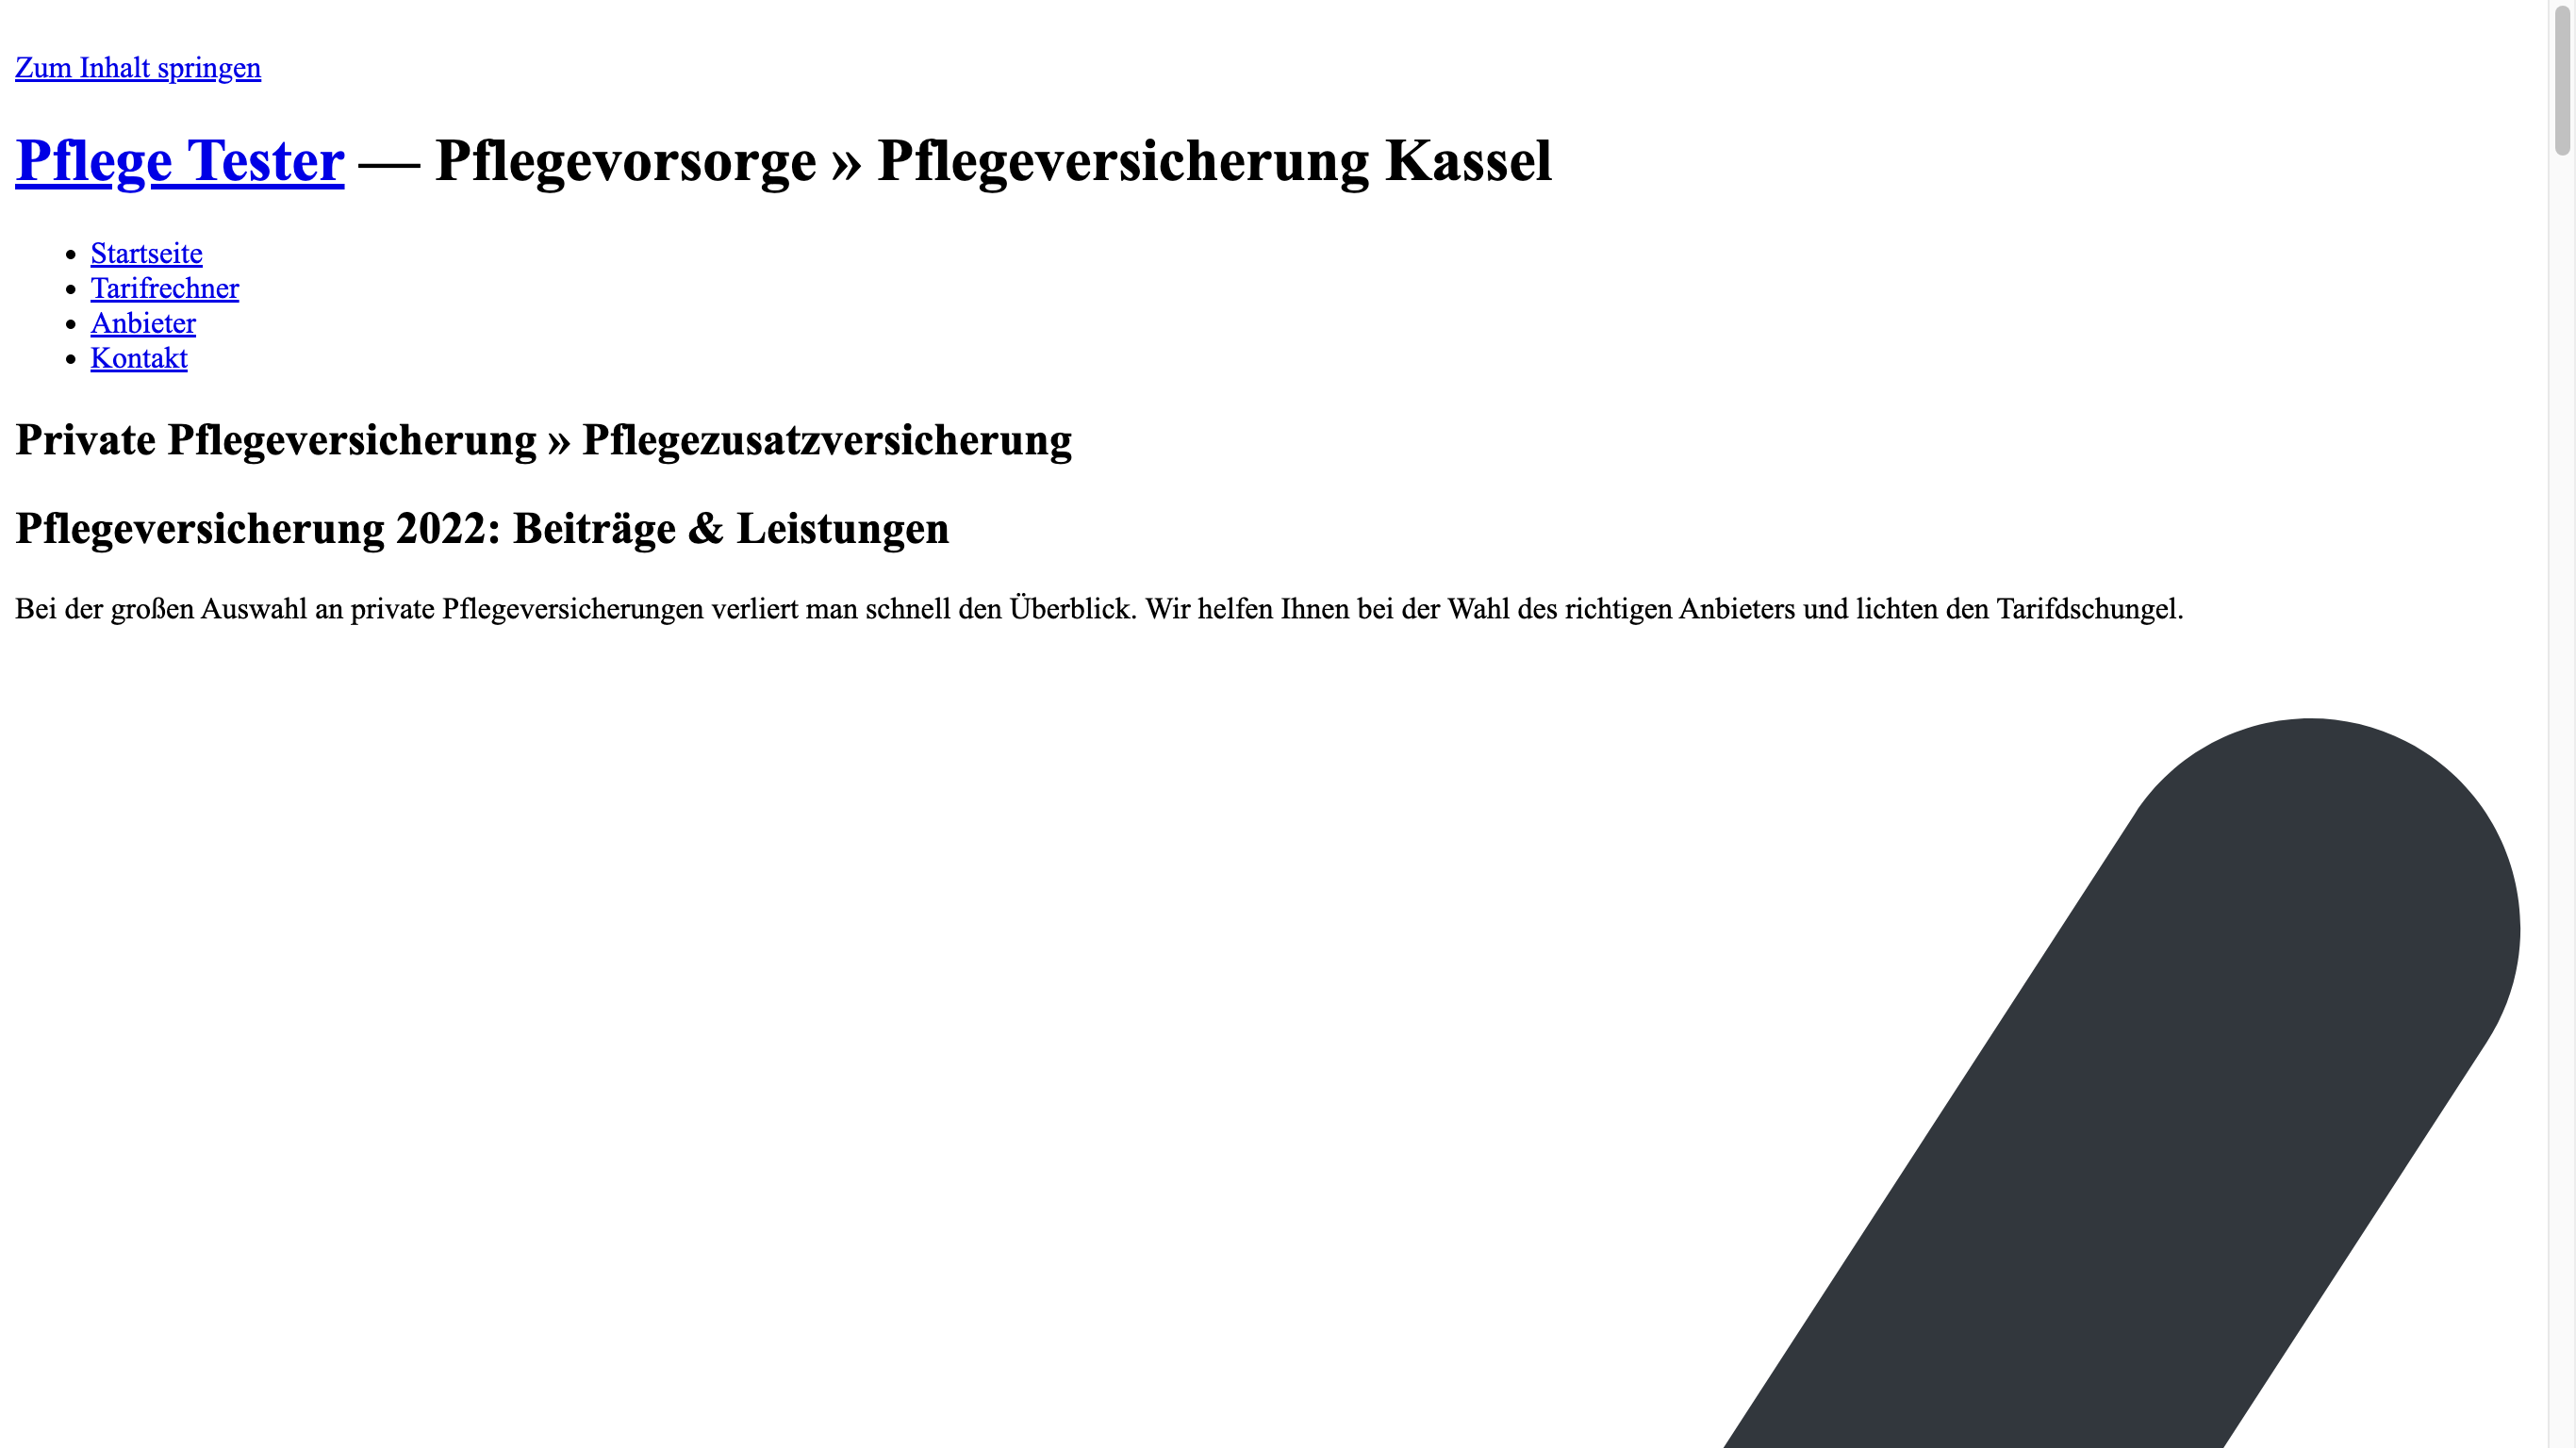 Zum Inhalt springen
Pflege Tester — Pflegevorsorge » Pflegeversicherung Kassel
Startseite
Tarifrechner
Anbieter
Kontakt
Private Pflegeversicherung » Pflegezusatzversicherung
Pflegeversicherung 2022: Beiträge & Leistungen
Bei der großen Auswahl an private Pflegeversicherungen verliert man schnell den Überblick. Wir helfen Ihnen bei der Wahl des richtigen Anbieters und lichten den Tarifdschungel.